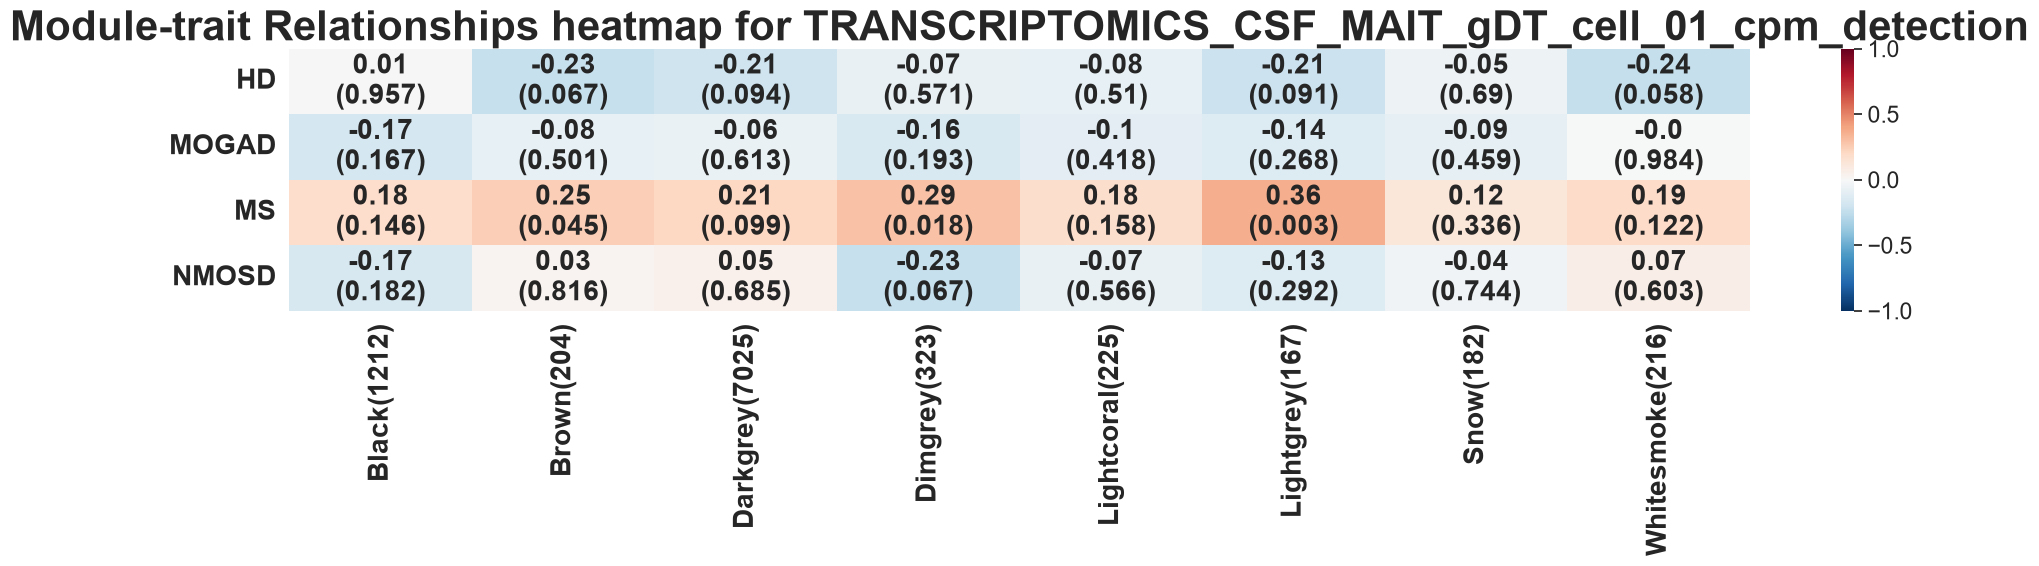 Module-trait Relationships heatmap for TRANSCRIPTOMICS_CSF_MAIT_gDT_cell_01_cpm_detection
HD 0.01 -0.23 -0.21 -0.07 -0.08 -0.21 -0.05 -0.24
(0.957) (0.067) (0.094) (0.571) (0.51) (0.091) (0.69) (0.058)
MOGAD -0.17 -0.08 -0.06 -0.16 -0.1 -0.14 -0.09 -0.0
(0.167) (0.501) (0.613) (0.193) (0.418) (0.268) (0.459) (0.984)
MS 0.18 0.25 0.21 0.29 0.18 0.36 0.12 0.19
(0.146) (0.045) (0.099) (0.018) (0.158) (0.003) (0.336) (0.122)
NMOSD -0.17 0.03 0.05 -0.23 -0.07 -0.13 -0.04 0.07
(0.182) (0.816) (0.685) (0.067) (0.566) (0.292) (0.744) (0.603)
Black(1212)
Brown(204)
Darkgrey(7025)
Dimgrey(323)
Lightcoral(225)
Lightgrey(167)
Snow(182)
Whitesmoke(216)
1.0
0.5
0.0
−0.5
−1.0